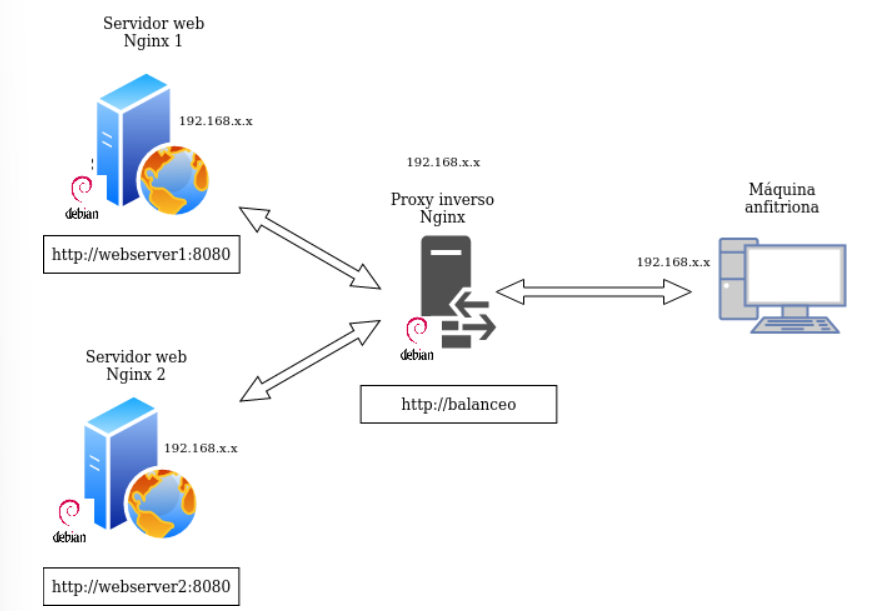 Servidor web
Nginx 1
192.168.x.x
debian
http://webserver1:8080
192.168.x.x
Proxy inverso
Nginx
debian
http://balanceo
Máquina
anfitriona
192.168.x.x
Servidor web
Nginx 2
192.168.x.x
debian
http://webserver2:8080